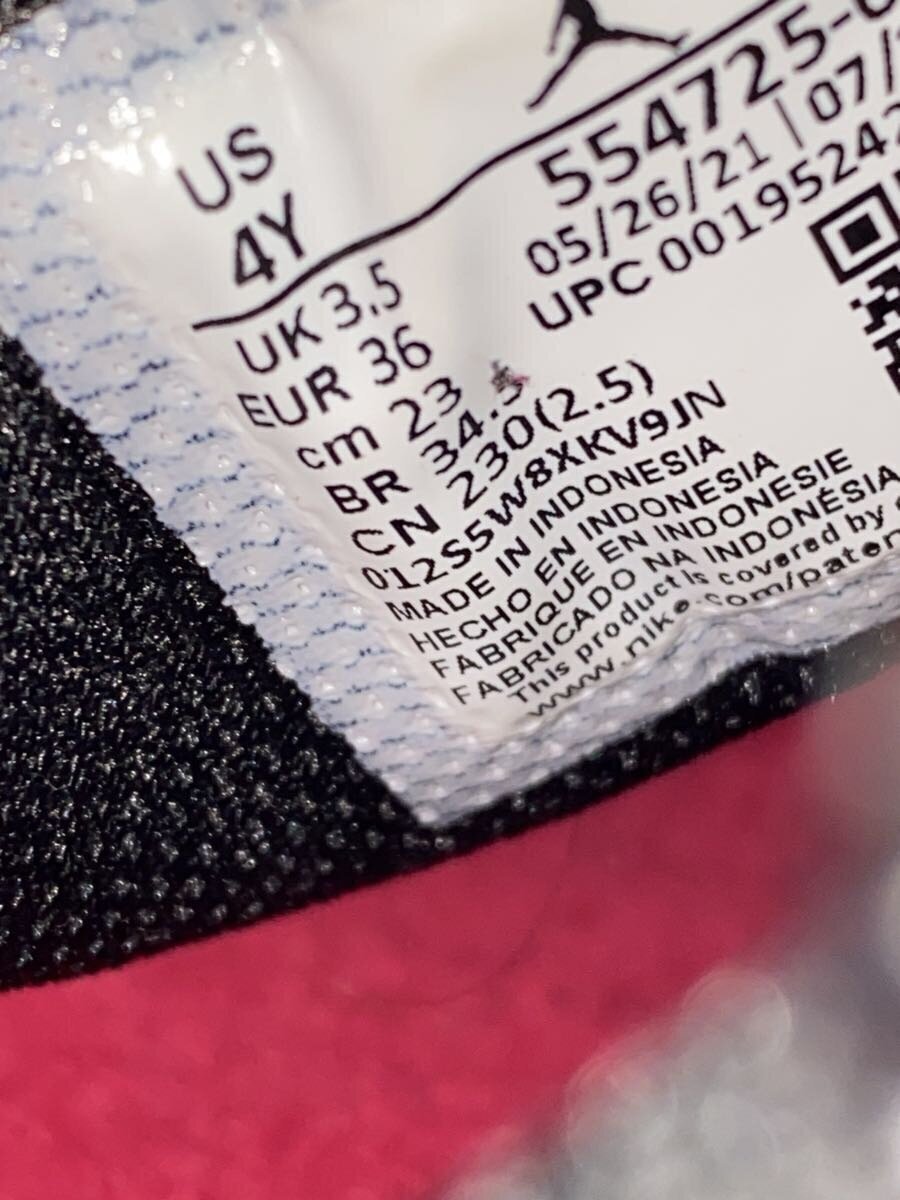 US
4Y
UK 3,5
EUR 36
cm 23
BR 34.5
CN 230(2.5)
012S5W8XKV9JN
MADE IN INDONESIA
HECHO EN INDONESIA
FABRIQUE EN INDONESIE
FABRICADO NA INDONÉSIA
This product is covered by
www.nike.com/paten
554725-
05/26/21 | 07/
UPC 00195242